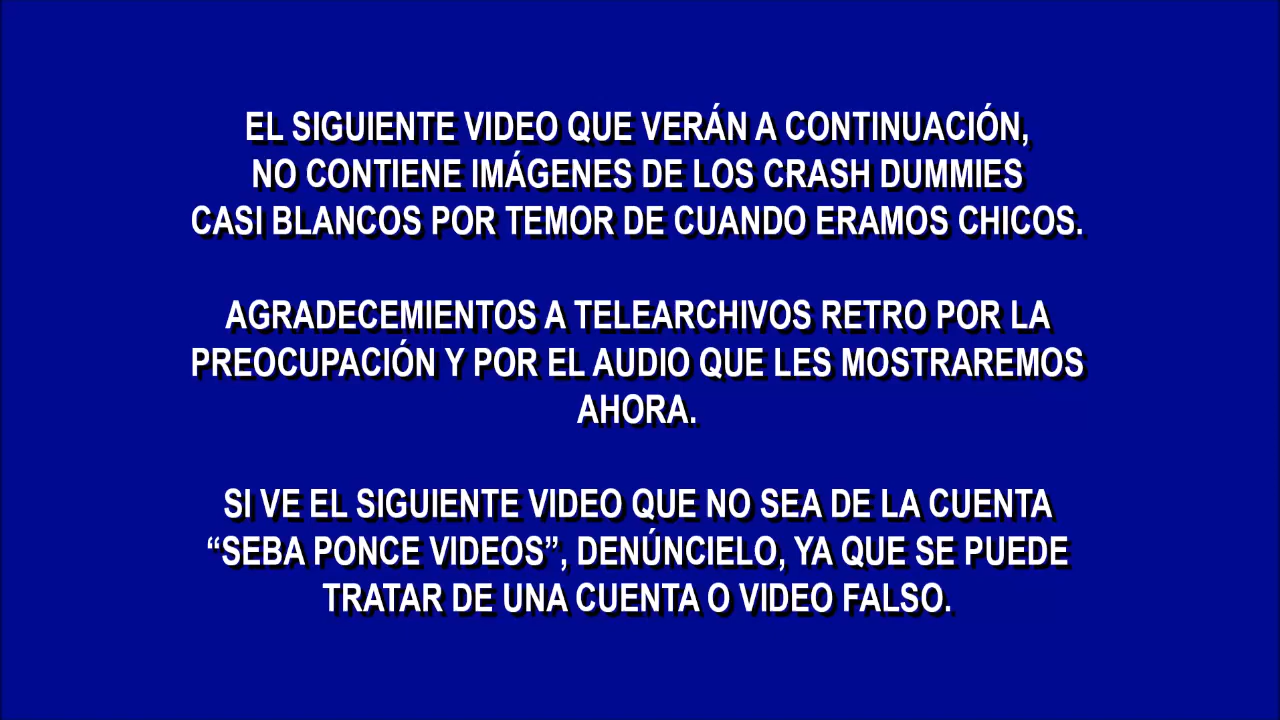 EL SIGUIENTE VIDEO QUE VERÁN A CONTINUACIÓN,
NO CONTIENE IMÁGENES DE LOS CRASH DUMMIES
CASI BLANCOS POR TEMOR DE CUANDO ERAMOS CHICOS.
AGRADECEMIENTOS A TELEARCHIVOS RETRO POR LA
PREOCUPACIÓN Y POR EL AUDIO QUE LES MOSTRAREMOS
AHORA.
SI VE EL SIGUIENTE VIDEO QUE NO SEA DE LA CUENTA
“SEBA PONCE VIDEOS”, DENÚNCIELO, YA QUE SE PUEDE
TRATAR DE UNA CUENTA O VIDEO FALSO.